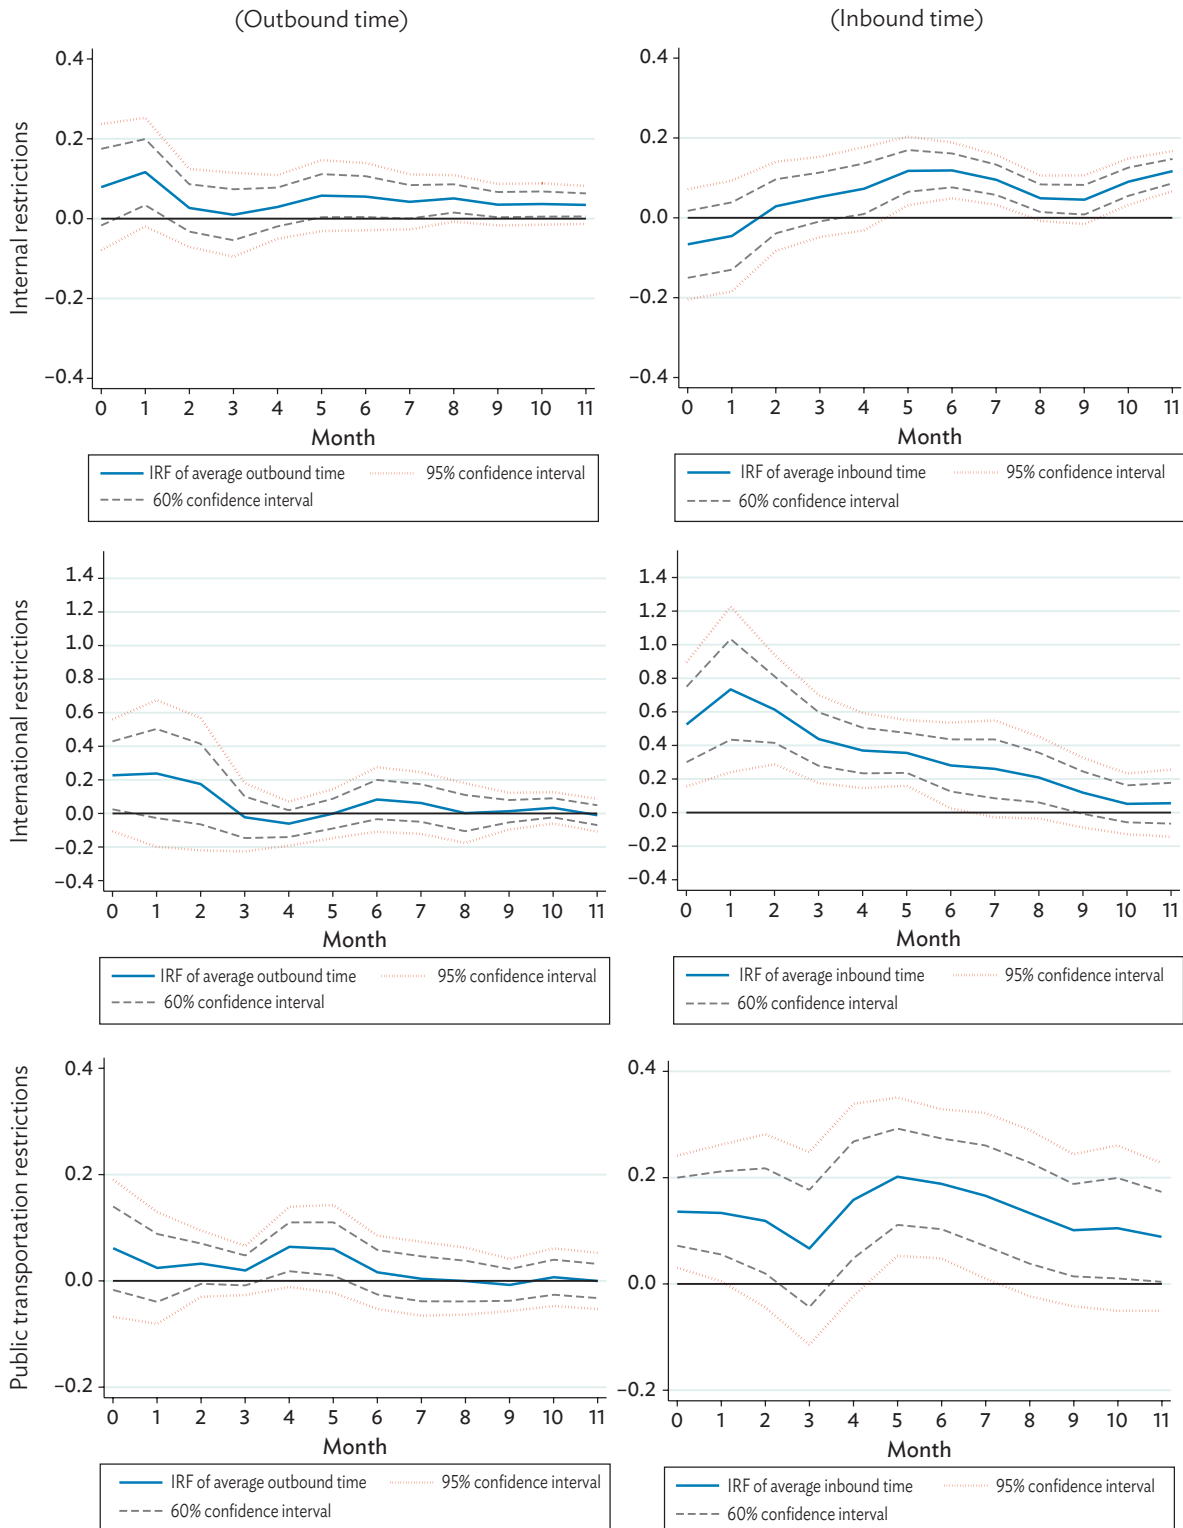 (Outbound time)
(Inbound time)
Internal restrictions
0.4
0.2
0.0
–0.2
–0.4
0 1 2 3 4 5 6 7 8 9 10 11
Month
IRF of average outbound time
95% confidence interval
60% confidence interval
0.4
0.2
0.0
–0.2
–0.4
0 1 2 3 4 5 6 7 8 9 10 11
Month
IRF of average inbound time
95% confidence interval
60% confidence interval
International restrictions
1.4
1.2
1.0
0.8
0.6
0.4
0.2
0.0
–0.2
–0.4
0 1 2 3 4 5 6 7 8 9 10 11
Month
IRF of average outbound time
95% confidence interval
60% confidence interval
1.4
1.2
1.0
0.8
0.6
0.4
0.2
0.0
–0.2
–0.4
0 1 2 3 4 5 6 7 8 9 10 11
Month
IRF of average inbound time
95% confidence interval
60% confidence interval
Public transportation restrictions
0.4
0.2
0.0
–0.2
0 1 2 3 4 5 6 7 8 9 10 11
Month
IRF of average outbound time
95% confidence interval
60% confidence interval
0.4
0.2
0.0
–0.2
0 1 2 3 4 5 6 7 8 9 10 11
Month
IRF of average inbound time
95% confidence interval
60% confidence interval